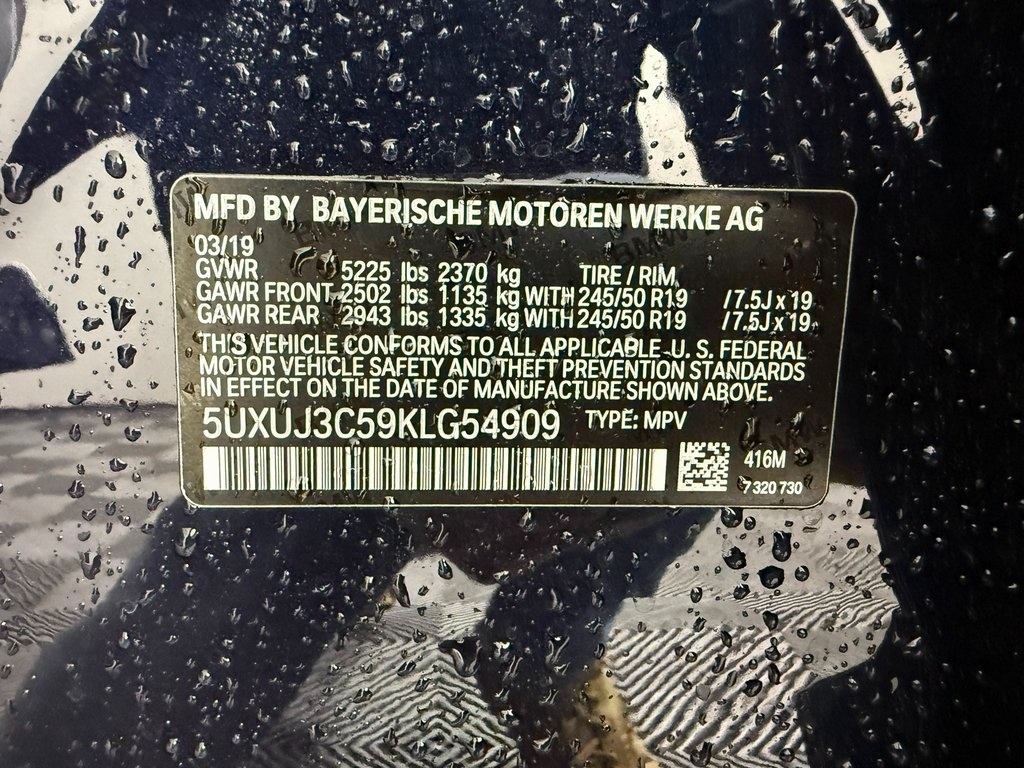 MFD BY BAYERISCHE MOTOREN WERKE AG
03/19
GVWR 5225 lbs 2370 kg TIRE / RIM
GAWR FRONT 2502 lbs 1135 kg WITH 245/50 R19 / 7.5J x 19
GAWR REAR 2943 lbs 1335 kg WITH 245/50 R19 / 7.5J x 19
THIS VEHICLE CONFORMS TO ALL APPLICABLE U. S. FEDERAL
MOTOR VEHICLE SAFETY AND THEFT PREVENTION STANDARDS
IN EFFECT ON THE DATE OF MANUFACTURE SHOWN ABOVE.
5UXUJ3C59KLG54909 TYPE: MPV
416M
7 320 730